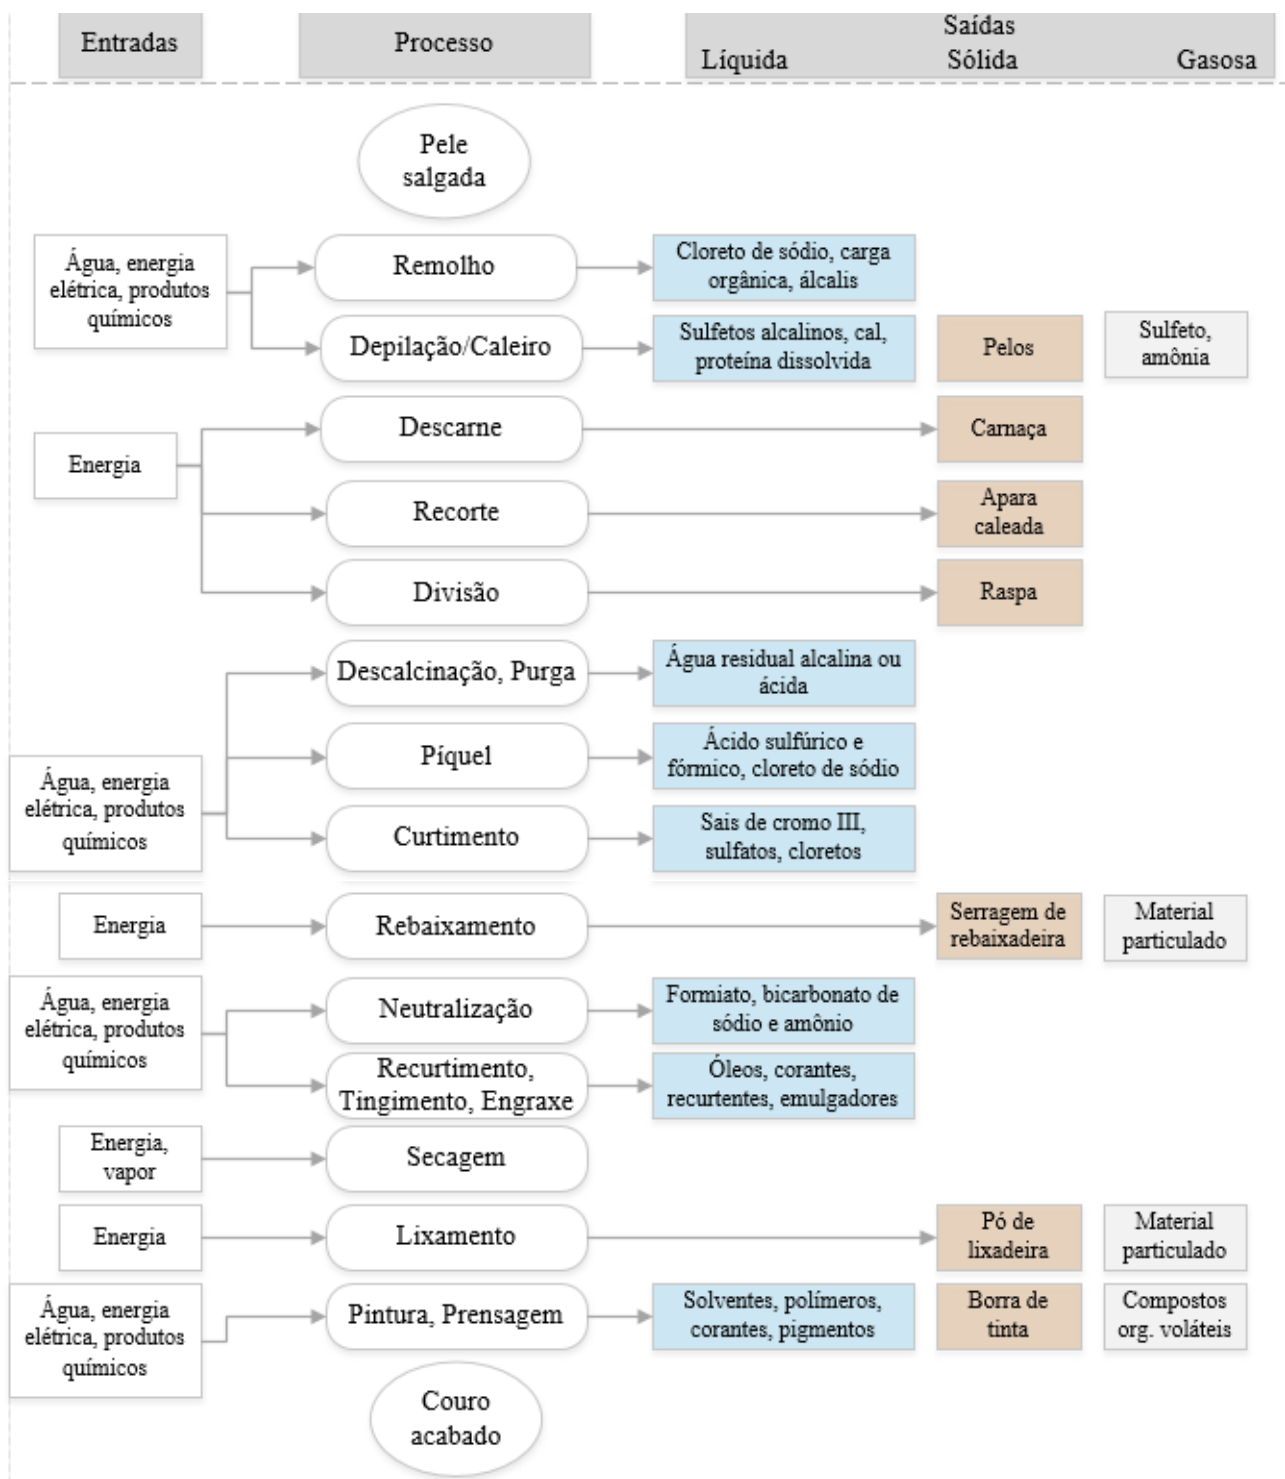 Entradas
Processo
Saídas
Líquida
Sólida
Gasosa
Pele
salgada
Água, energia
elétrica, produtos
químicos
Remolho
Cloreto de sódio, carga
orgânica, álcalis
Depilação/Caleiro
Sulfetos alcalinos, cal,
proteína dissolvida
Pelos
Sulfeto,
amônia
Energia
Descarne
Carnaça
Recorte
Apara
caleada
Divisão
Raspa
Água, energia
elétrica, produtos
químicos
Descalcinação, Purga
Água residual alcalina ou
ácida
Píquel
Ácido sulfúrico e
fórmico, cloreto de sódio
Curtimento
Sais de cromo III,
sulfatos, cloretos
Energia
Rebaixamento
Serragem de
rebaixadeira
Material
particulado
Água, energia
elétrica, produtos
químicos
Neutralização
Formiato, bicarbonato de
sódio e amônio
Recurtimento,
Tingimento, Engraxe
Óleos, corantes,
recurtentes, emulgadores
Energia,
vapor
Secagem
Energia
Lixamento
Pó de
lixadeira
Material
particulado
Água, energia
elétrica, produtos
químicos
Pintura, Prensagem
Solventes, polímeros,
corantes, pigmentos
Borra de
tinta
Compostos
org. voláteis
Couro
acabado